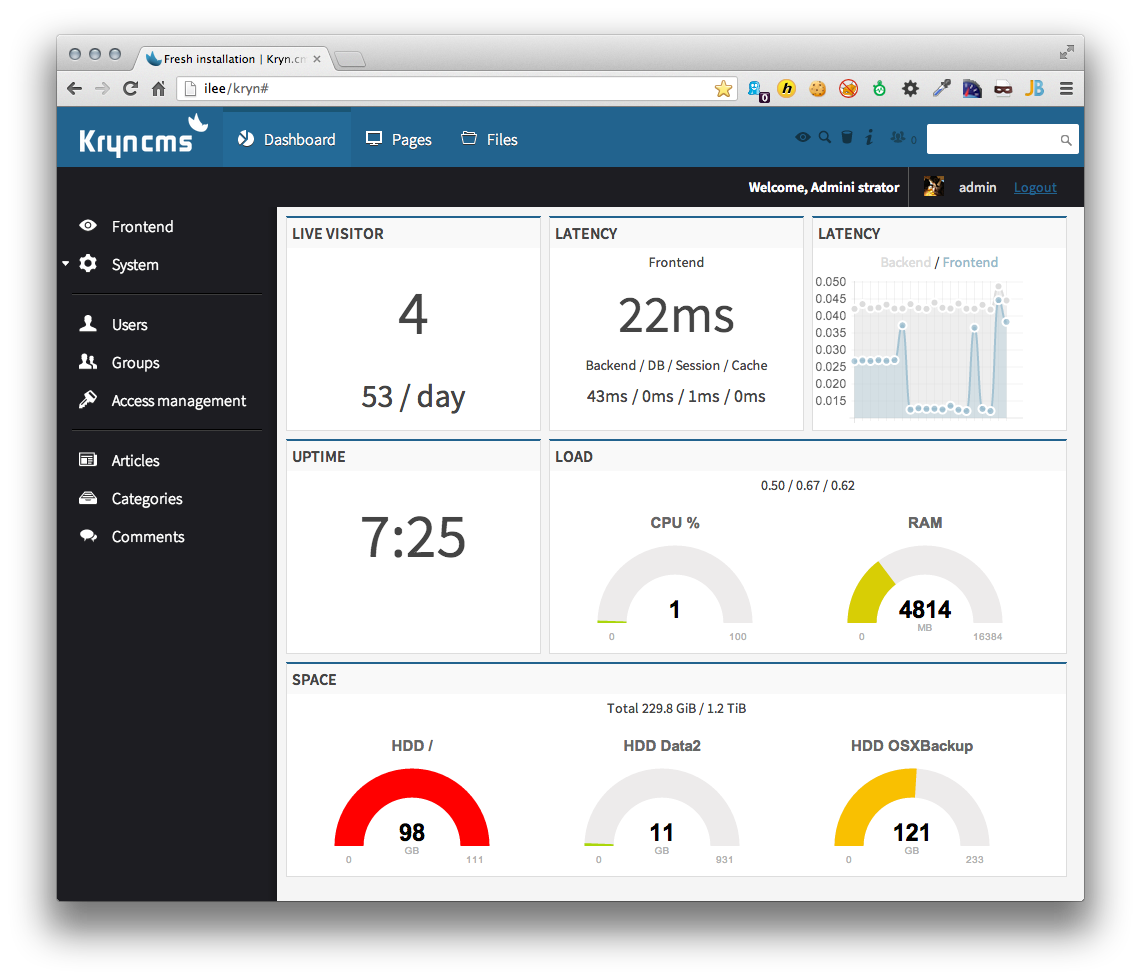 Fresh installation | Kryn.cn
ilee/kryn#
0
h
JB
Kryncms
Dashboard
Pages
Files
i
0
Welcome, Admini strator
admin
Logout
Frontend
System
Users
Groups
Access management
Articles
Categories
Comments
LIVE VISITOR
4
53 / day
LATENCY
Frontend
22ms
Backend / DB / Session / Cache
43ms / 0ms / 1ms / 0ms
LATENCY
Backend / Frontend
0.050
0.045
0.040
0.035
0.030
0.025
0.020
0.015
UPTIME
7:25
LOAD
0.50 / 0.67 / 0.62
CPU %
1
0
100
RAM
4814
MB
0
16384
SPACE
Total 229.8 GiB / 1.2 TiB
HDD /
98
GB
0
111
HDD Data2
11
GB
0
931
HDD OSXBackup
121
GB
0
233